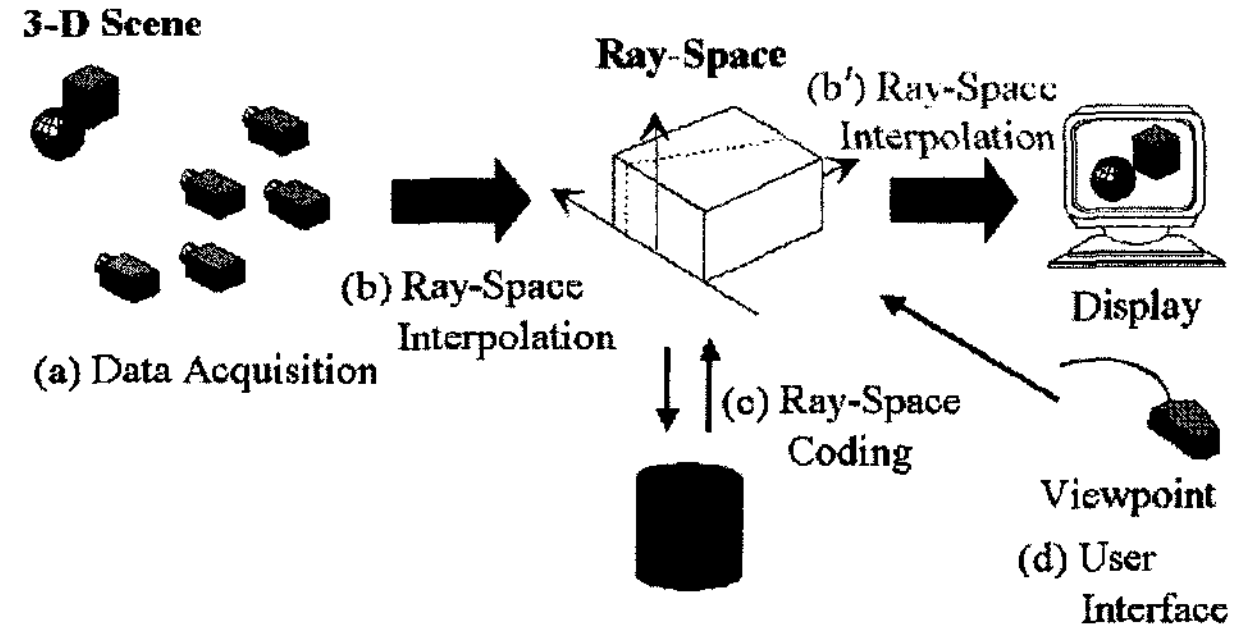 3-D Scene
Ray-Space
(b′) Ray-Space
Interpolation
(b) Ray-Space
Interpolation
Display
(a) Data Acquisition
(c) Ray-Space
Coding
Viewpoint
(d) User
Interface